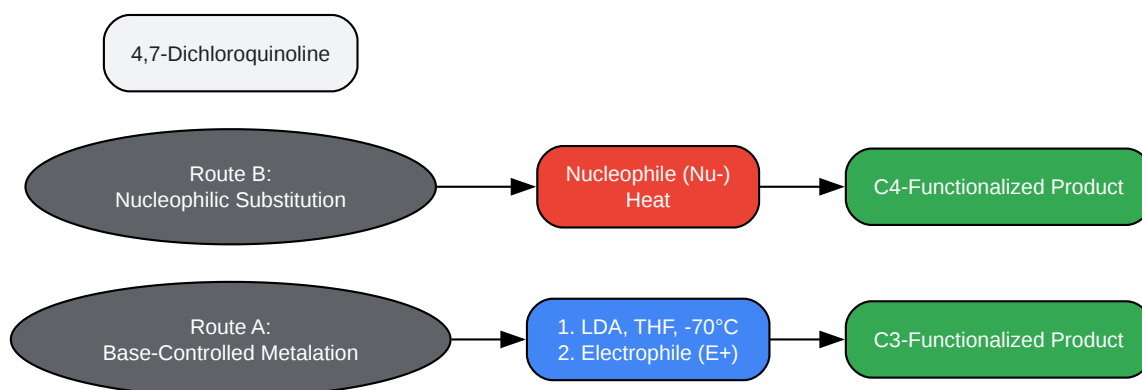 4,7-Dichloroquinoline
Route B:
Nucleophilic Substitution
Nucleophile (Nu-)
Heat
C4-Functionalized Product
Route A:
Base-Controlled Metalation
1. LDA, THF, -70°C
2. Electrophile (E+)
C3-Functionalized Product